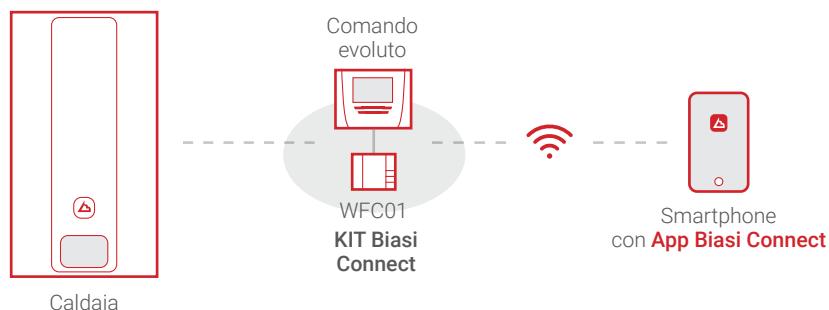 Comando
evoluto
WFC01
KIT Biasi
Connect
Smartphone
con App Biasi Connect
Caldaia